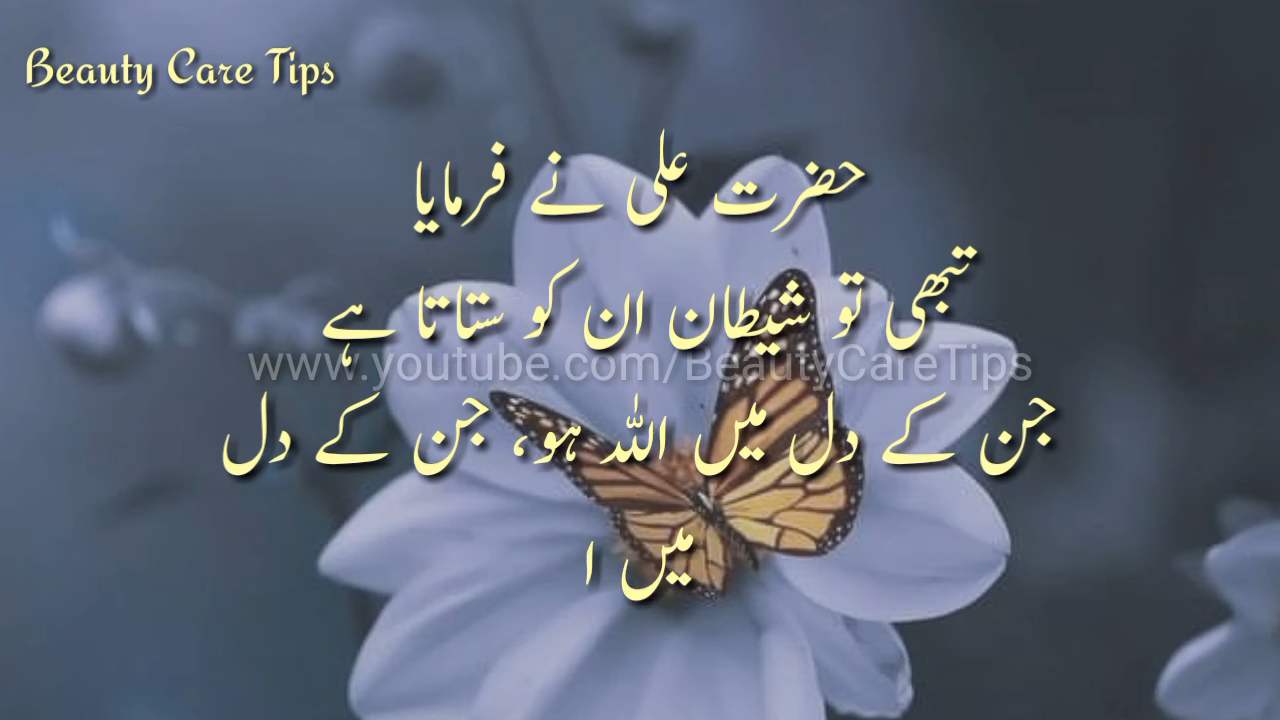 Beauty Care Tips
حضرت علی نے فرمایا
تبھی تو شیطان ان کو ستاتا ہے
www.youtube.com/BeautyCareTips
جن کے دل میں اللہ ہو، جن کے دل
میں ا